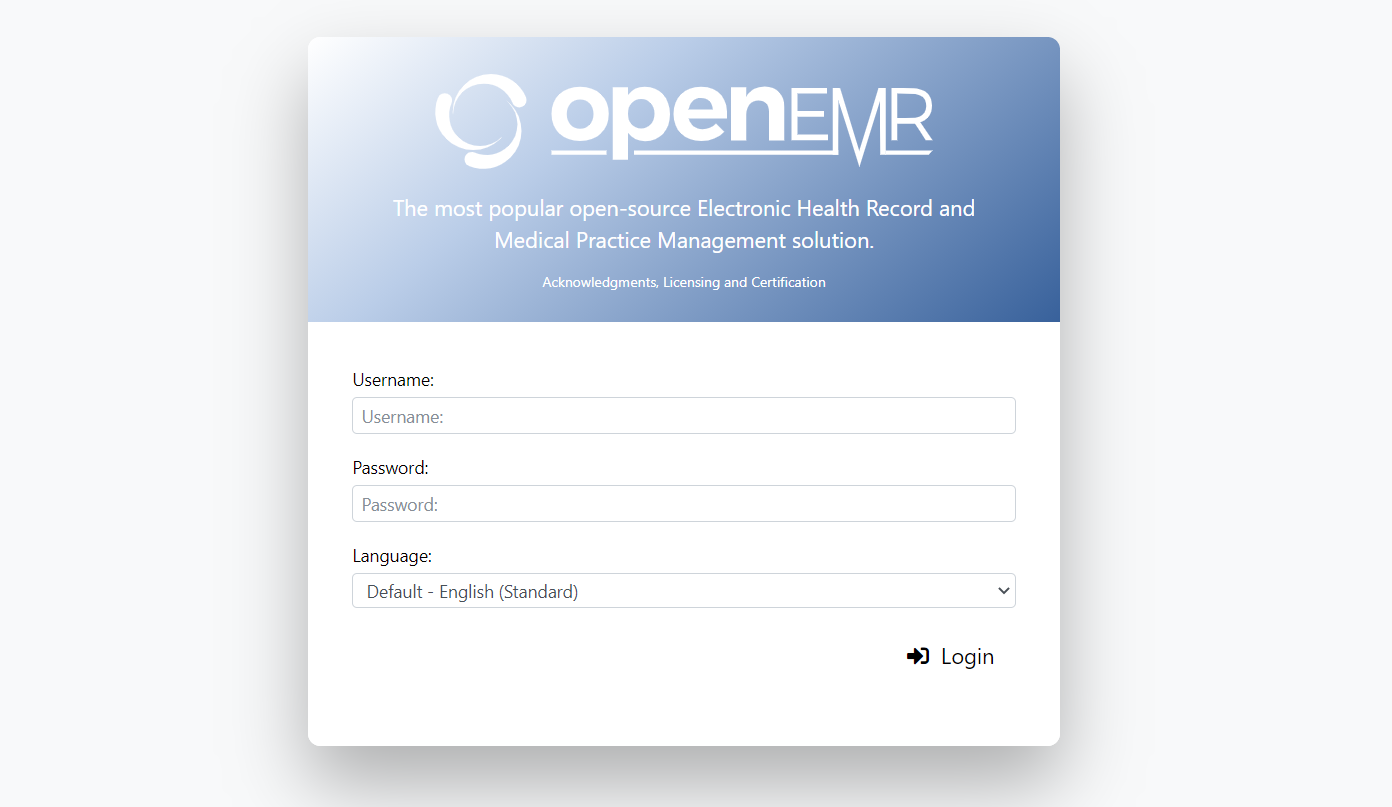 openEMR
The most popular open-source Electronic Health Record and
Medical Practice Management solution.
Acknowledgments, Licensing and Certification
Username:
Username:
Password:
Password:
Language:
Default - English (Standard)
Login